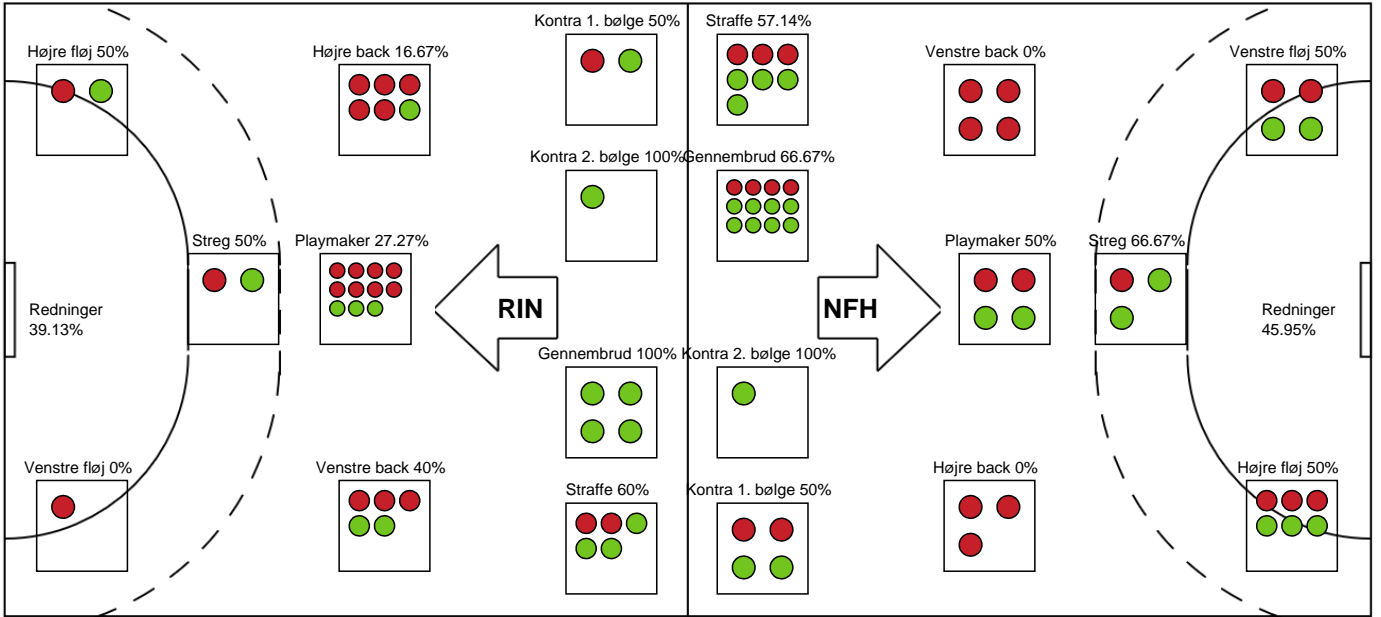 Kontra 1. bølge 50%
Straffe 57.14%
Højre fløj 50%
Højre back 16.67%
Venstre back 0%
Venstre fløj 50%
Kontra 2. bølge 100%
Gennembrud 66.67%
Streg 50%
Playmaker 27.27%
Playmaker 50%
Streg 66.67%
Redninger
39.13%
RIN
NFH
Redninger
45.95%
Gennembrud 100%
Kontra 2. bølge 100%
Venstre fløj 0%
Venstre back 40%
Straffe 60%
Kontra 1. bølge 50%
Højre back 0%
Højre fløj 50%